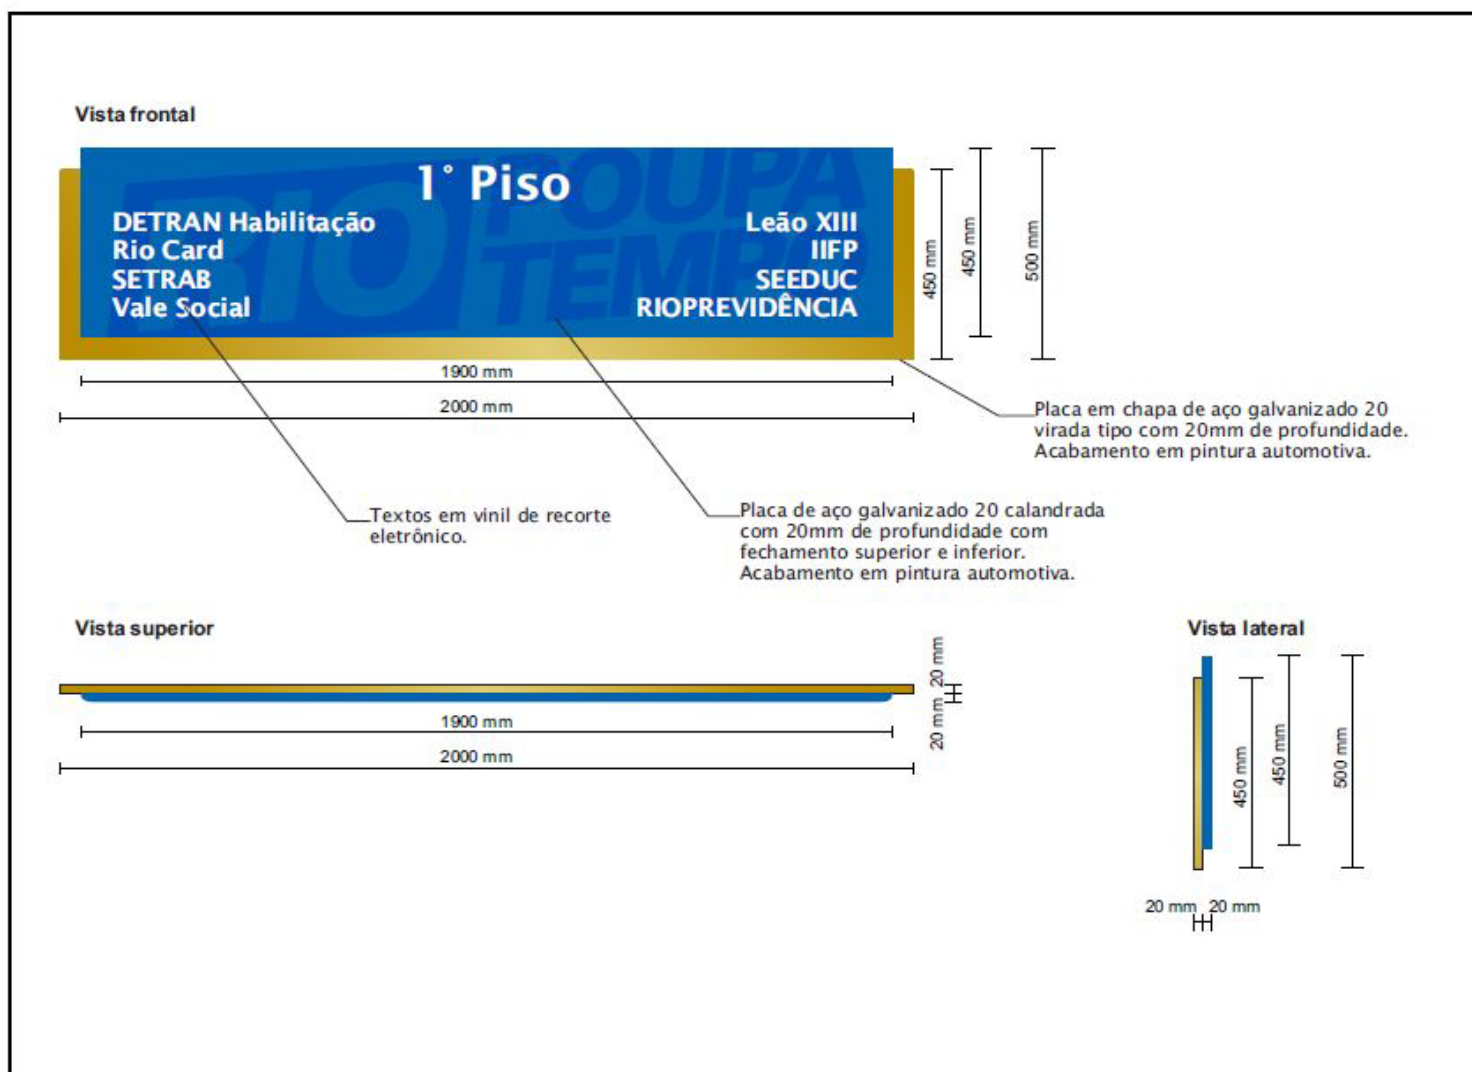 Vista frontal
RIO POUPA
TEMPO
1° Piso
DETRAN Habilitação
Rio Card
SETRAB
Vale Social
Leão XIII
IIFP
SEEDUC
RIOPREVIDÊNCIA
450 mm
450 mm
500 mm
1900 mm
2000 mm
Placa em chapa de aço galvanizado 20
virada tipo com 20mm de profundidade.
Acabamento em pintura automotiva.
Textos em vinil de recorte
eletrônico.
Placa de aço galvanizado 20 calandrada
com 20mm de profundidade com
fechamento superior e inferior.
Acabamento em pintura automotiva.
Vista superior
20 mm
20 mm
1900 mm
2000 mm
Vista lateral
450 mm
450 mm
500 mm
20 mm 20 mm